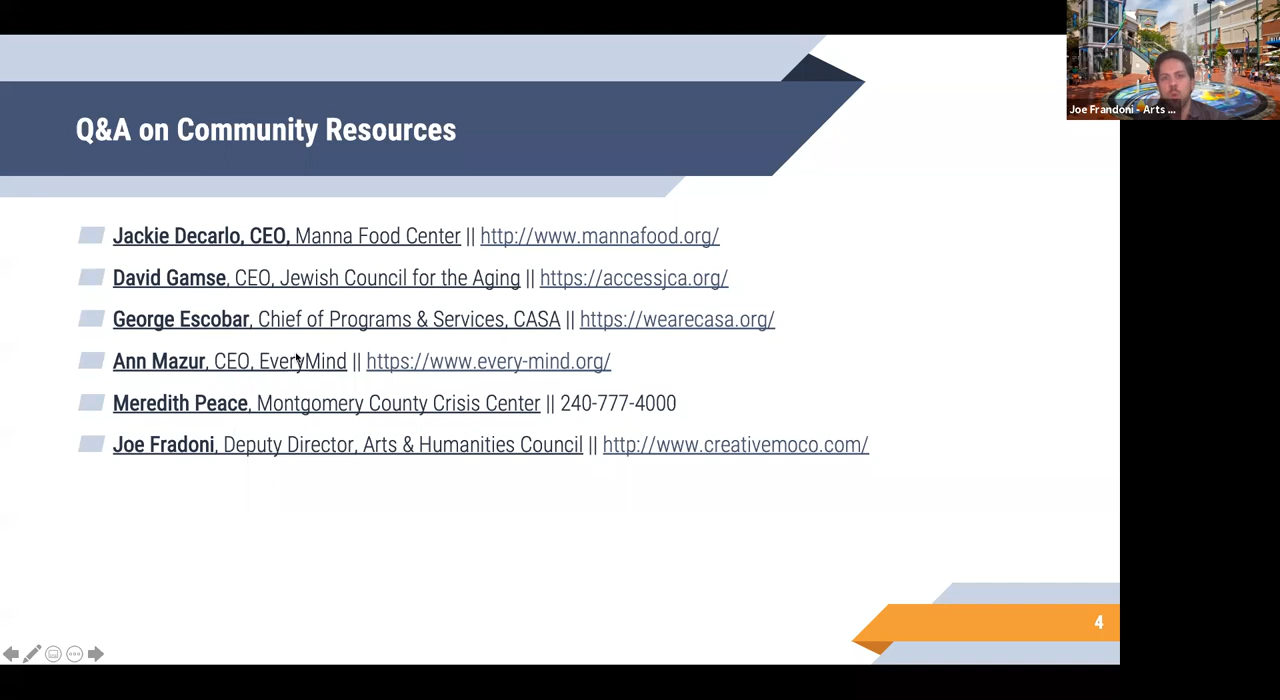 Joe Frandoni - Arts ...
Q&A on Community Resources
Jackie Decarlo, CEO, Manna Food Center || http://www.mannafood.org/
David Gamse, CEO, Jewish Council for the Aging || https://accessjca.org/
George Escobar, Chief of Programs & Services, CASA || https://wearecasa.org/
Ann Mazur, CEO, EveryMind || https://www.every-mind.org/
Meredith Peace, Montgomery County Crisis Center || 240-777-4000
Joe Fradoni, Deputy Director, Arts & Humanities Council || http://www.creativemoco.com/
4